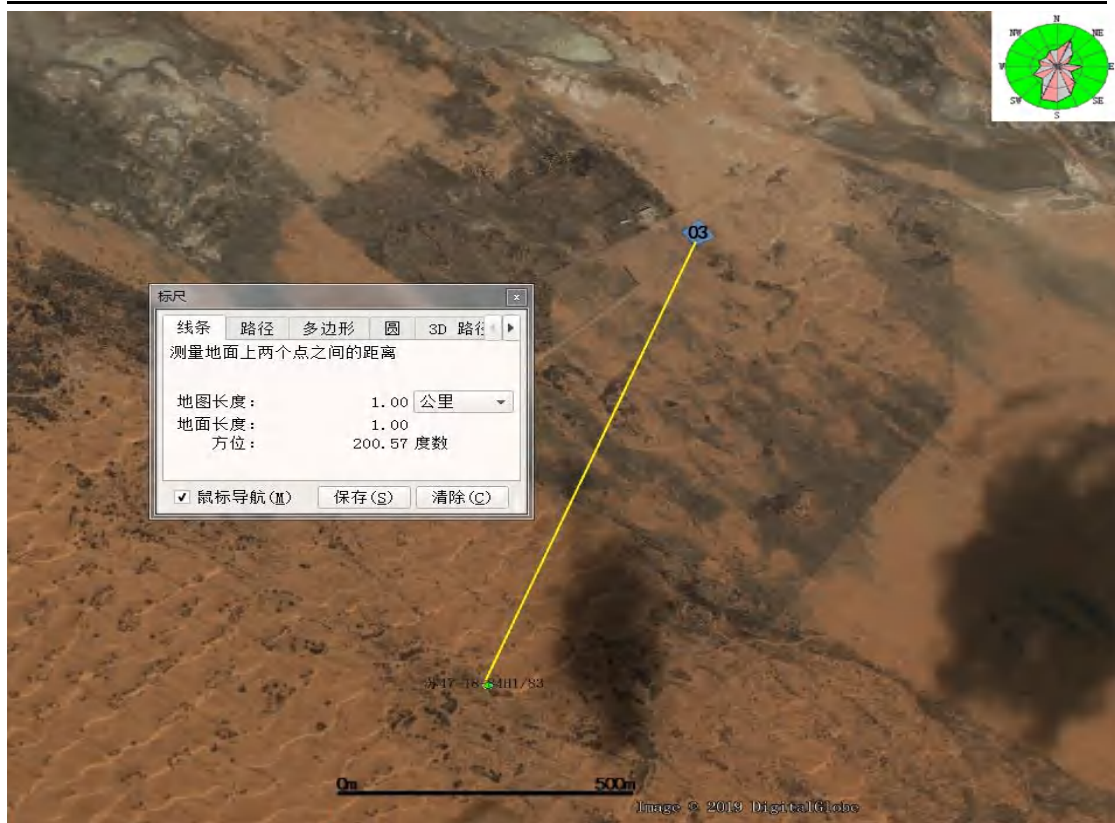 N
NW
NE
W
E
SW
SE
S
03
标尺
线条 路径 多边形 圆 3D 路径
测量地面上两个点之间的距离
地图长度： 1.00 公里
地面长度： 1.00
方位： 200.57 度数
鼠标导航(M) 保存(S) 清除(C)
0m 500m
Image © 2019 DigitalGlobe